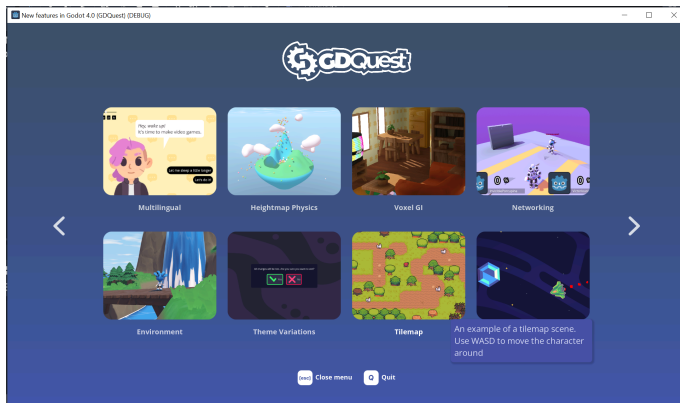 New features in Godot 4.0 (GDQuest) (DEBUG)
GDQuest
Hey, wake up!
It's time to make video games.
Let me sleep a little longer
Let's do it!
Multilingual
Heightmap Physics
Voxel GI
Networking
Environment
Theme Variations
Tilemap
An example of a tilemap scene.
Use WASD to move the character
around
(esc) Close menu
Q Quit